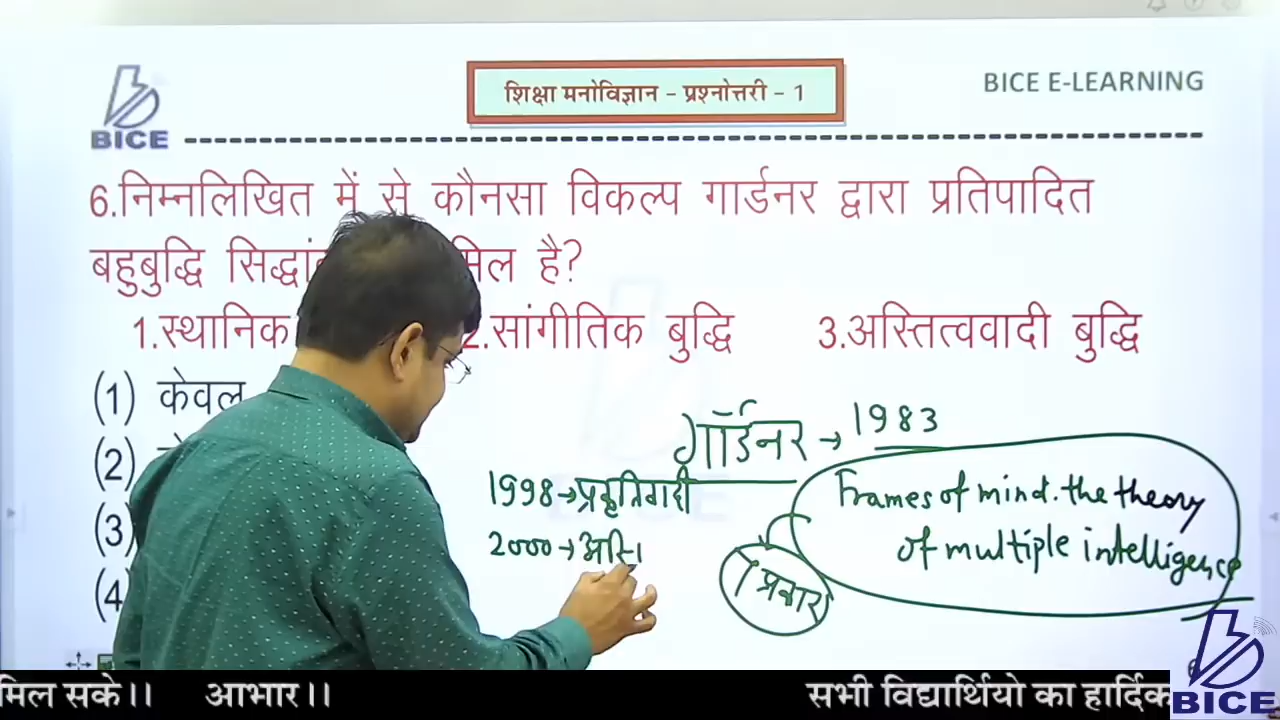 BICE
शिक्षा मनोविज्ञान - प्रश्नोत्तरी - 1
BICE E-LEARNING
6.निम्नलिखित में से कौनसा विकल्प गार्डनर द्वारा प्रतिपादित
बहुबुद्धि है?
1.स्थानिक 2.सांगीतिक बुद्धि 3.अस्तित्ववादी बुद्धि
(1) केवल
(2)
(3)
(4
गॉर्डनर → 1983
1998→प्रकृतिवादी
2000→
Frames of mind. the theory
of multiple intelligence
प्रकार
मिल सके।। आभार।। सभी विद्यार्थियो का हार्दिक
BICE